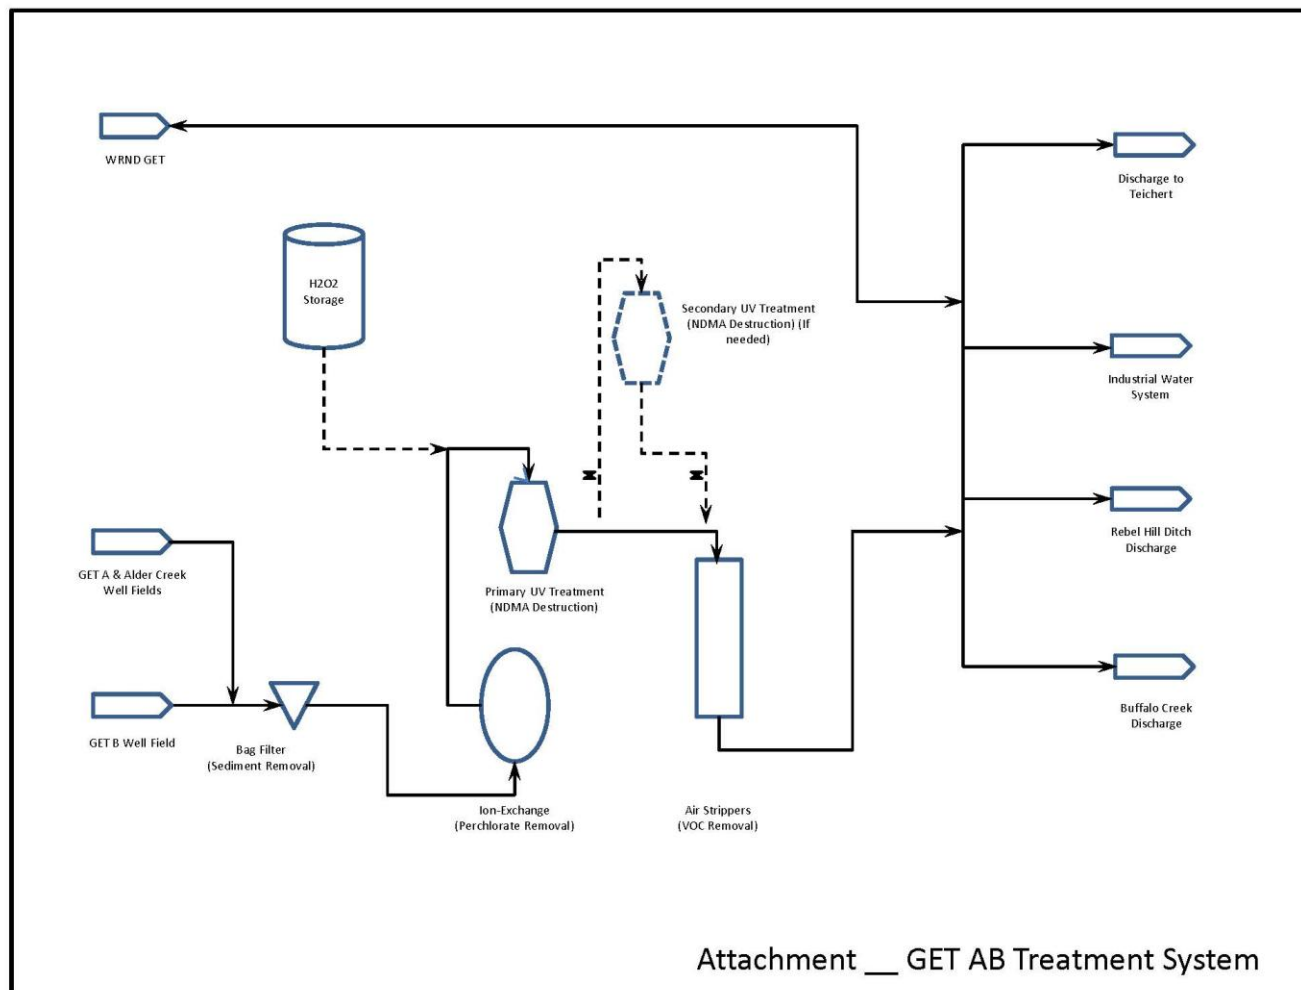 WRND GET
Discharge to
Teichert
H2O2
Storage
Secondary UV Treatment
(NDMA Destruction) (If
needed)
Industrial Water
System
Rebel Hill Ditch
Discharge
GET A & Alder Creek
Well Fields
Primary UV Treatment
(NDMA Destruction)
Buffalo Creek
Discharge
GET B Well Field
Bag Filter
(Sediment Removal)
Ion-Exchange
(Perchlorate Removal)
Air Strippers
(VOC Removal)
Attachment __ GET AB Treatment System